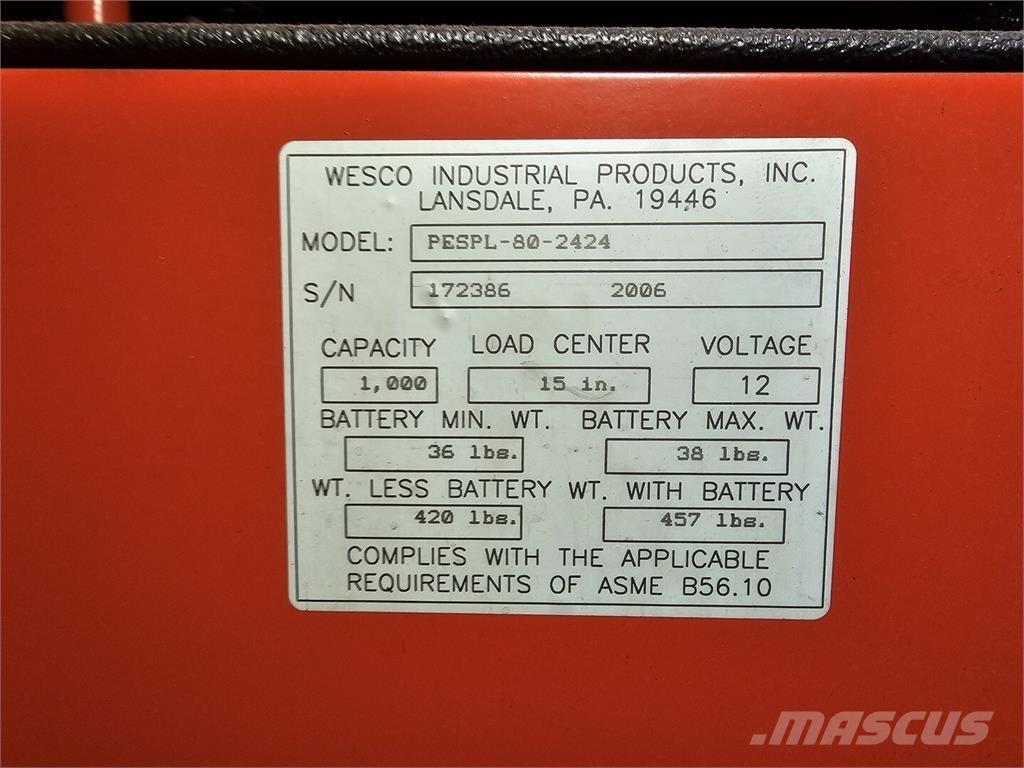 WESCO INDUSTRIAL PRODUCTS, INC.
LANSDALE, PA. 19446
MODEL: PESPL-80-2424
S/N 172386 2006
CAPACITY LOAD CENTER VOLTAGE
1,000 15 in. 12
BATTERY MIN. WT. BATTERY MAX. WT.
36 lbs. 38 lbs.
WT. LESS BATTERY WT. WITH BATTERY
420 lbs. 457 lbs.
COMPLIES WITH THE APPLICABLE
REQUIREMENTS OF ASME B56.10
MASCUS